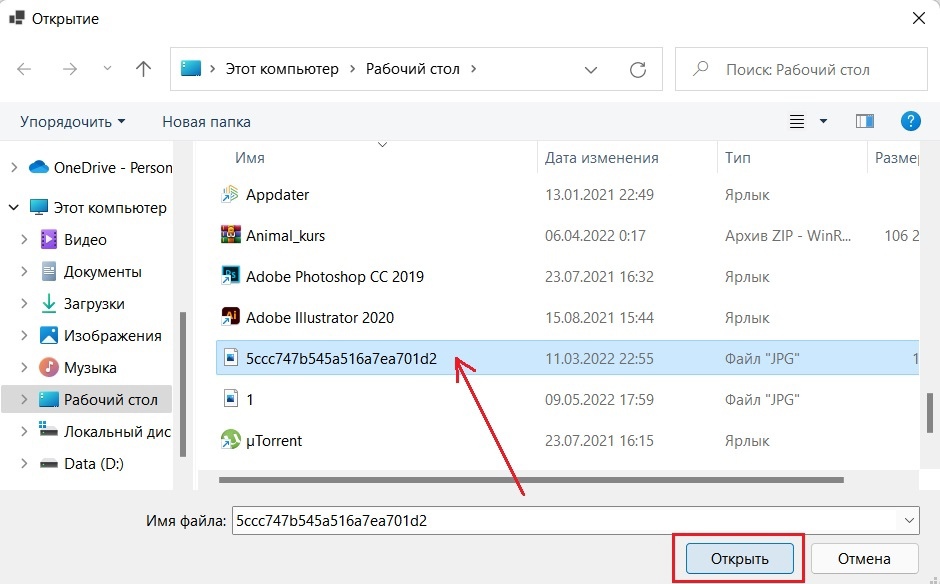 Открытие
Этот компьютер > Рабочий стол >
Поиск: Рабочий стол
Упорядочить Новая папка
Имя Дата изменения Тип Размер
OneDrive - Person
Этот компьютер
Видео
Документы
Загрузки
Изображения
Музыка
Рабочий стол
Локальный дис
Data (D:)
Appdater 13.01.2021 22:49 Ярлык
Animal_kurs 06.04.2022 0:17 Архив ZIP - WinR... 106 2
Adobe Photoshop CC 2019 23.07.2021 16:32 Ярлык
Adobe Illustrator 2020 15.08.2021 15:44 Ярлык
5ccc747b545a516a7ea701d2 11.03.2022 22:55 Файл "JPG" 1
1 09.05.2022 17:59 Файл "JPG"
µTorrent 23.07.2021 16:15 Ярлык
Имя файла: 5ccc747b545a516a7ea701d2
Открыть Отмена